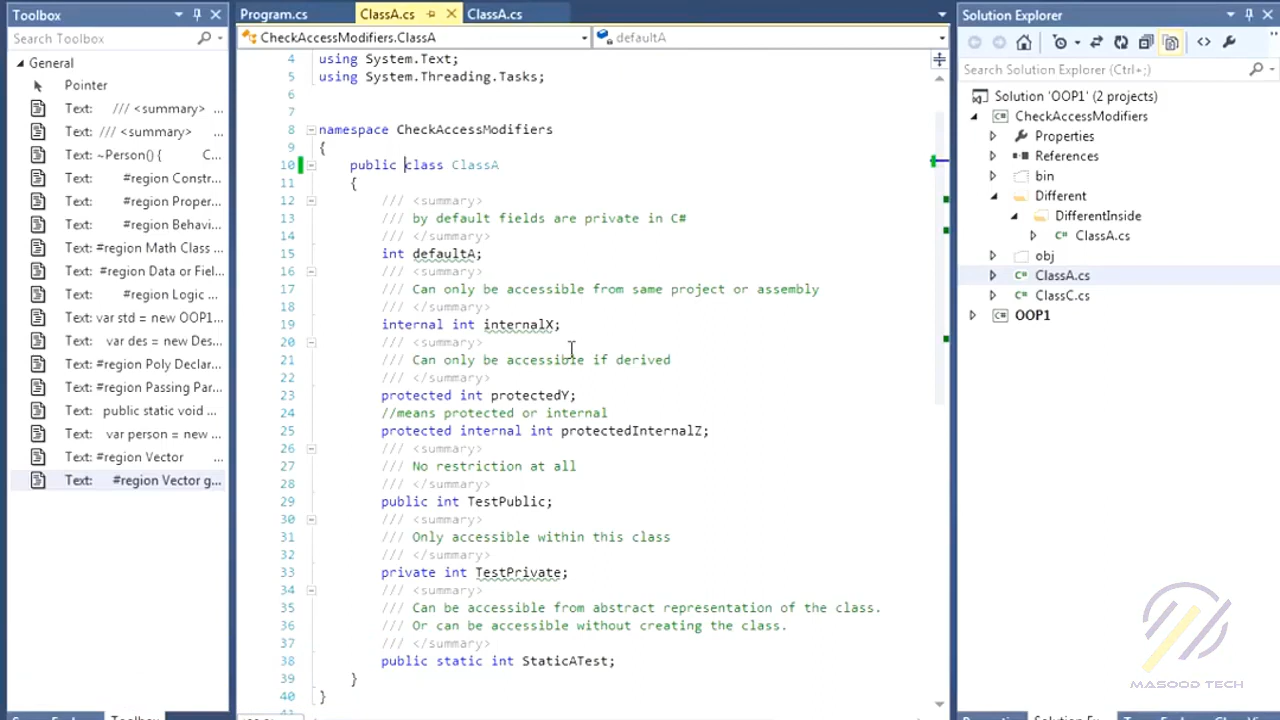 Toolbox
Search Toolbox
General
Pointer
Text: /// <summary> ...
Text: /// <summary> ...
Text: ~Person() { C...
Text: #region Constr...
Text: #region Proper...
Text: #region Behavi...
Text: #region Math Class ...
Text: #region Data or Fiel...
Text: #region Logic ...
Text: var std = new OOP1...
Text: var des = new Des...
Text: #region Poly Declar...
Text: #region Passing Par...
Text: public static void ...
Text: var person = new ...
Text: #region Vector ...
Text: #region Vector g...
Toolbox
Program.cs
ClassA.cs
ClassA.cs
CheckAccessModifiers.ClassA
defaultA
4 using System.Text;
5 using System.Threading.Tasks;
6
7
8 namespace CheckAccessModifiers
9 {
10 public class ClassA
11 {
12 /// <summary>
13 /// by default fields are private in C#
14 /// </summary>
15 int defaultA;
16 /// <summary>
17 /// Can only be accessible from same project or assembly
18 /// </summary>
19 internal int internalX;
20 /// <summary>
21 /// Can only be accessible if derived
22 /// </summary>
23 protected int protectedY;
24 //means protected or internal
25 protected internal int protectedInternalZ;
26 /// <summary>
27 /// No restriction at all
28 /// </summary>
29 public int TestPublic;
30 /// <summary>
31 /// Only accessible within this class
32 /// </summary>
33 private int TestPrivate;
34 /// <summary>
35 /// Can be accessible from abstract representation of the class.
36 /// Or can be accessible without creating the class.
37 /// </summary>
38 public static int StaticATest;
39 }
40 }
Solution Explorer
Search Solution Explorer (Ctrl+;)
Solution 'OOP1' (2 projects)
CheckAccessModifiers
Properties
References
bin
Different
DifferentInside
ClassA.cs
obj
ClassA.cs
ClassC.cs
OOP1
MASOOD TECH